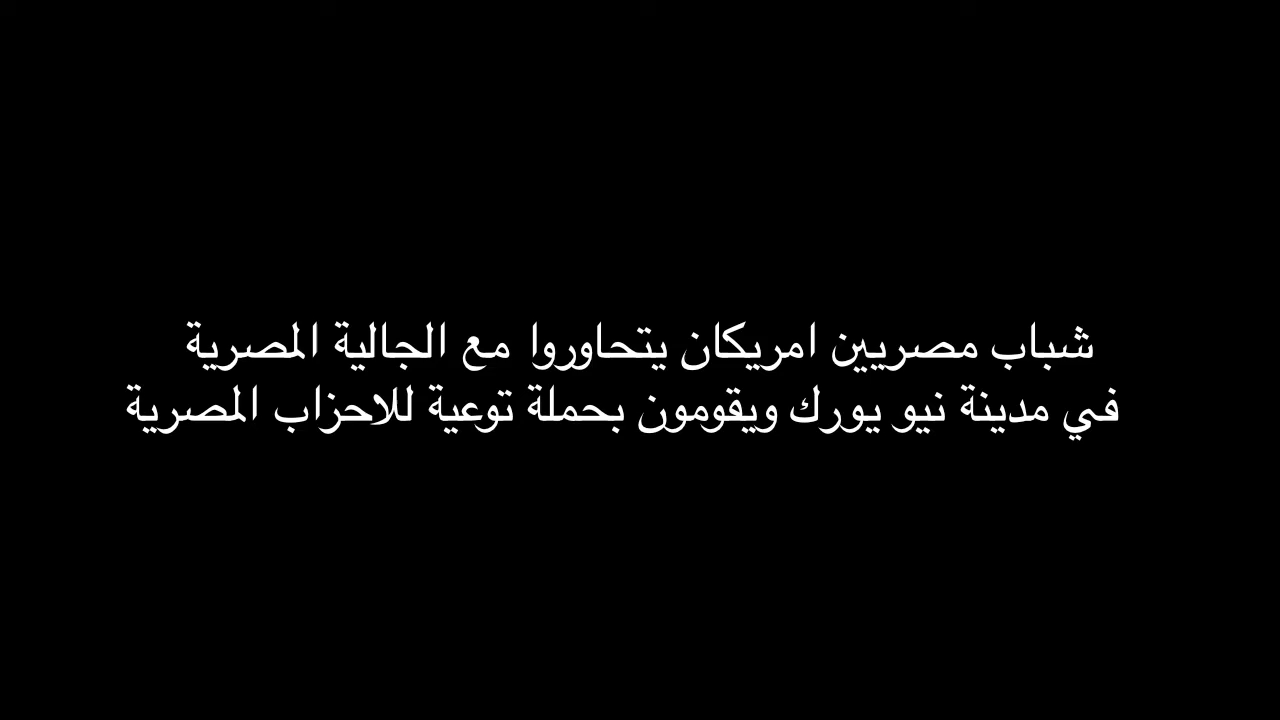 شباب مصريين امريكان يتحاوروا مع الجالية المصرية
في مدينة نيو يورك ويقومون بحملة توعية للاحزاب المصرية